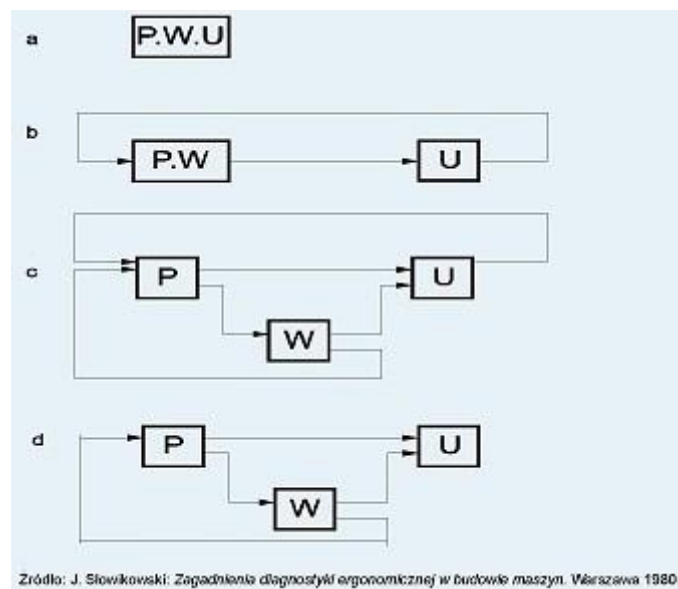 a P.W.U
b P.W U
c P U
W
d P U
W
Źródło: J. Słowikowski: Zagadnienia diagnostyki ergonomicznej w budowie maszyn. Warszawa 1980